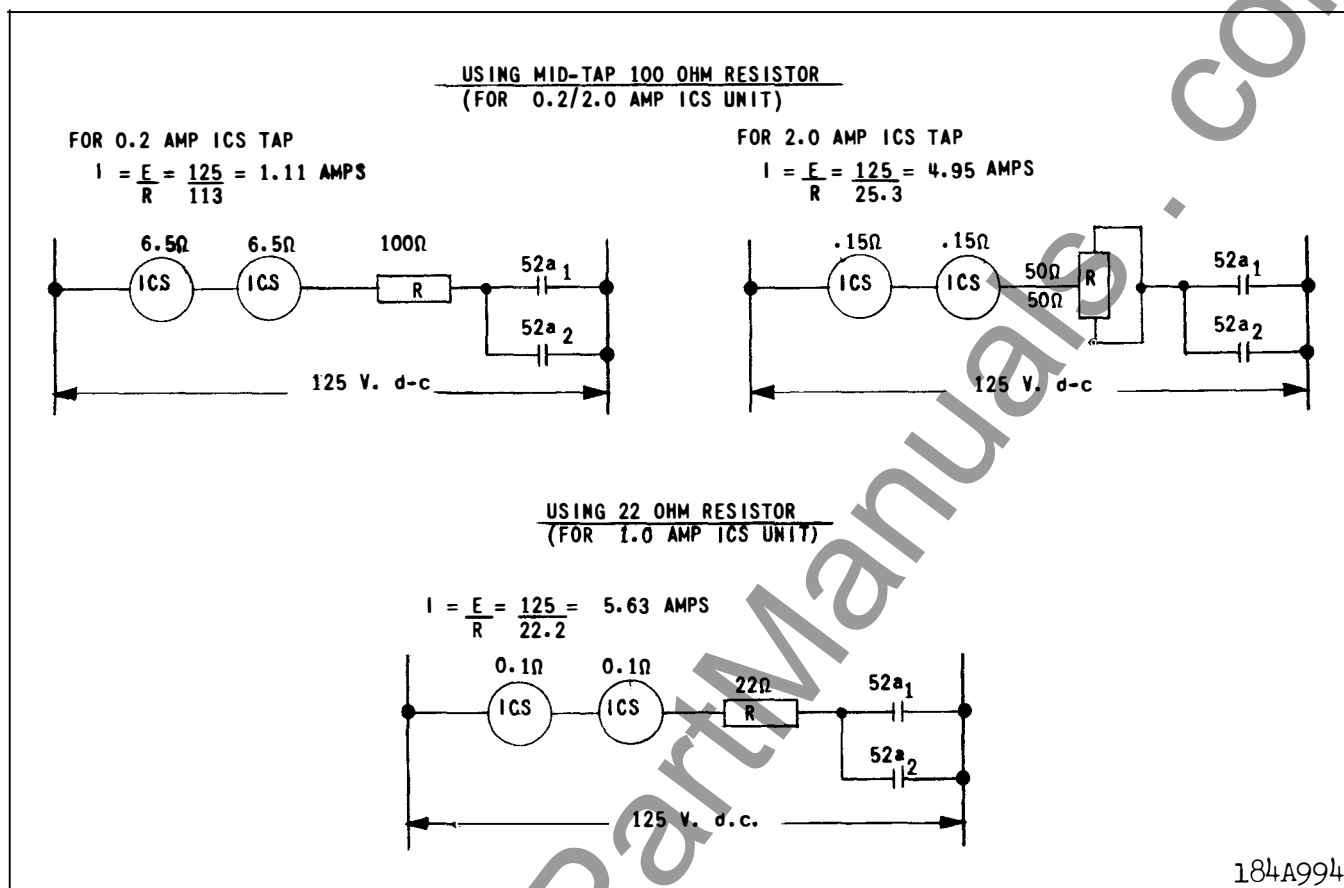 USING MID-TAP 100 OHM RESISTOR
(FOR 0.2/2.0 AMP ICS UNIT)
FOR 0.2 AMP ICS TAP
I = E/R = 125/113 = 1.11 AMPS
6.5Ω 6.5Ω 100Ω
ICS ICS R
52a1
52a2
125 V. d-c
FOR 2.0 AMP ICS TAP
I = E/R = 125/25.3 = 4.95 AMPS
.15Ω .15Ω
ICS ICS
50Ω
50Ω
R
52a1
52a2
125 V. d-c
USING 22 OHM RESISTOR
(FOR 1.0 AMP ICS UNIT)
I = E/R = 125/22.2 = 5.63 AMPS
0.1Ω 0.1Ω 22Ω
ICS ICS R
52a1
52a2
125 V. d.c.
184A994
PartManuals.co